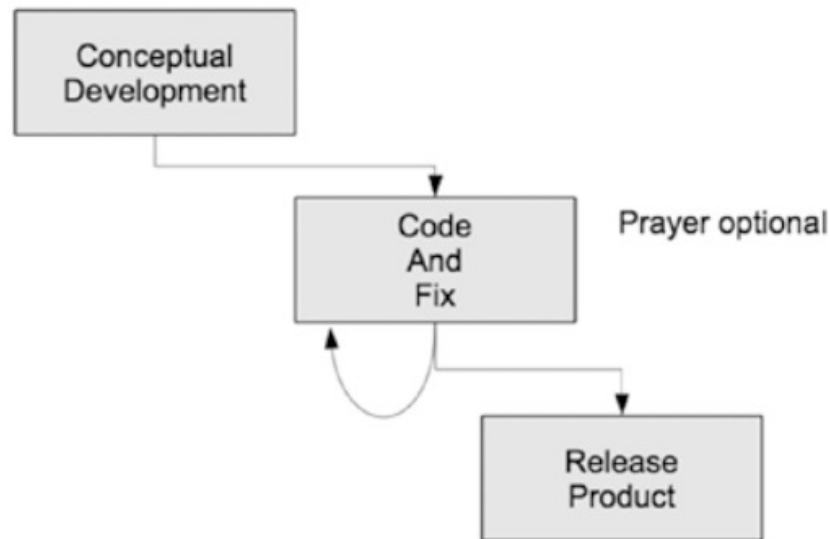 Conceptual
Development
Code
And
Fix
Prayer optional
Release
Product